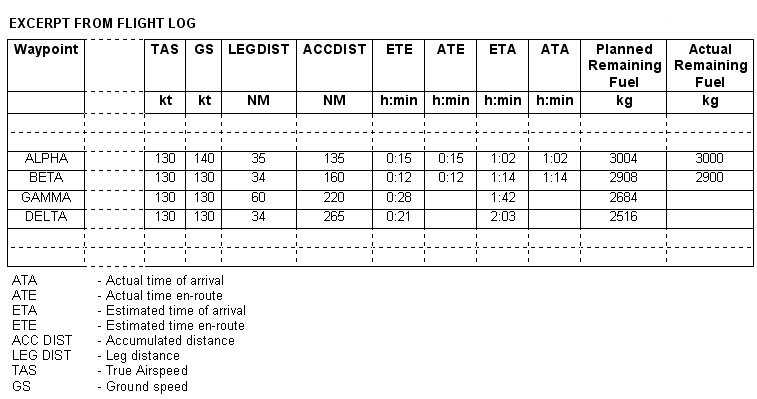 EXCERPT FROM FLIGHT LOG
Waypoint TAS GS LEGDIST ACCDIST ETE ATE ETA ATA Planned Remaining Fuel Actual Remaining Fuel
kt kt NM NM h:min h:min h:min h:min kg kg
ALPHA 130 140 35 135 0:15 0:15 1:02 1:02 3004 3000
BETA 130 130 34 160 0:12 0:12 1:14 1:14 2908 2900
GAMMA 130 130 60 220 0:28 1:42 2684
DELTA 130 130 34 265 0:21 2:03 2516
ATA - Actual time of arrival
ATE - Actual time en-route
ETA - Estimated time of arrival
ETE - Estimated time en-route
ACC DIST - Accumulated distance
LEG DIST - Leg distance
TAS - True Airspeed
GS - Ground speed